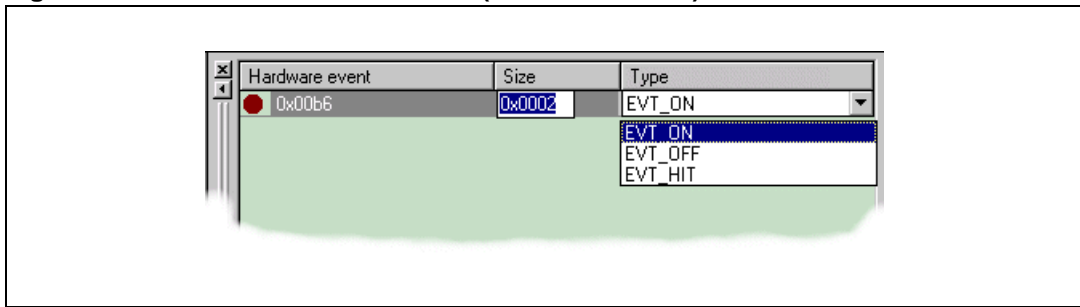 Hardware event Size Type
0x00b6 0x0002 EVT_ON
EVT_ON
EVT_OFF
EVT_HIT